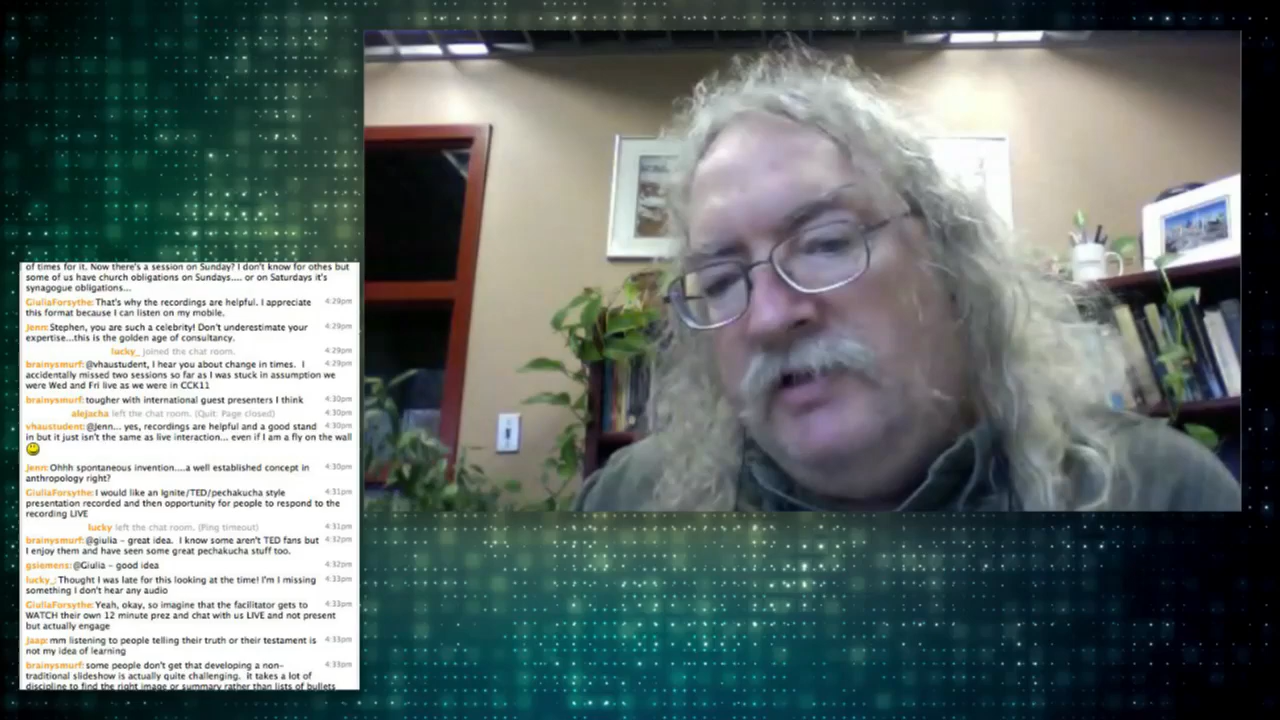 of times for it. Now there's a session on Sunday? I don't know for othes but
some of us have church obligations on Sundays.... or on Saturdays it's
synagogue obligations...
GiuliaForsythe: That's why the recordings are helpful. I appreciate 4:29pm
this format because I can listen on my mobile.
Jenn: Stephen, you are such a celebrity! Don't underestimate your 4:29pm
expertise...this is the golden age of consultancy.
lucky_ joined the chat room. 4:29pm
brainysmurf: @vhaustudent, I hear you about change in times. I 4:29pm
accidentally missed two sessions so far as I was stuck in assumption we
were Wed and Fri live as we were in CCK11
brainysmurf: tougher with international guest presenters I think 4:30pm
alejacha left the chat room. (Quit: Page closed) 4:30pm
vhaustudent: @Jenn... yes, recordings are helpful and a good stand 4:30pm
in but it just isn't the same as live interaction... even if I am a fly on the wall
Jenn: Ohhh spontaneous invention....a well established concept in 4:30pm
anthropology right?
GiuliaForsythe: I would like an Ignite/TED/pechakucha style 4:31pm
presentation recorded and then opportunity for people to respond to the
recording LIVE
lucky left the chat room. (Ping timeout) 4:31pm
brainysmurf: @giulia - great idea. I know some aren't TED fans but 4:32pm
I enjoy them and have seen some great pechakucha stuff too.
gsiemens: @Giulia - good idea 4:32pm
lucky_: Thought I was late for this looking at the time! I'm I missing 4:33pm
something I don't hear any audio
GiuliaForsythe: Yeah, okay, so imagine that the facilitator gets to 4:33pm
WATCH their own 12 minute prez and chat with us LIVE and not present
but actually engage
Jaap: mm listening to people telling their truth or their testament is 4:33pm
not my idea of learning
brainysmurf: some people don't get that developing a non- 4:33pm
traditional slideshow is actually quite challenging. it takes a lot of
discipline to find the right image or summary rather than lists of bullets